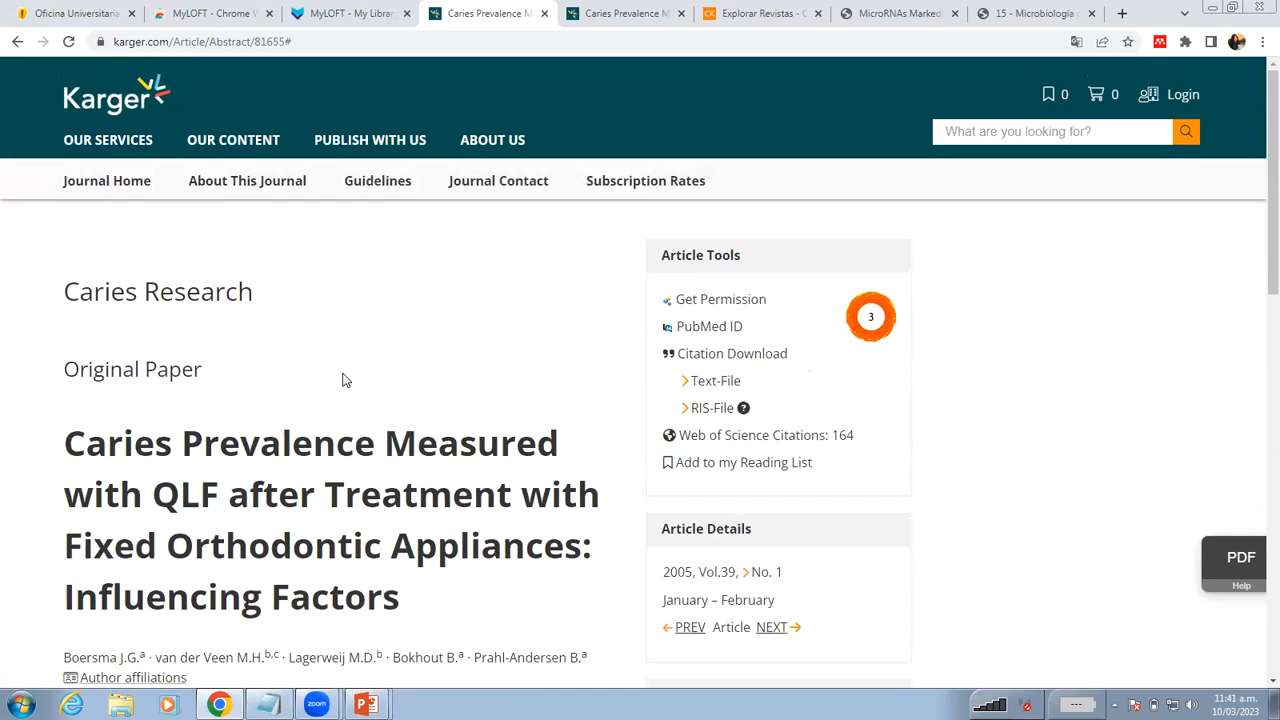 Oficina Universitar
MyLOFT - Chrome W
MyLOFT - My Library
Caries Prevalence M
Caries Prevalence M
Explorar Revistas - C
MicroRNAs Marked
15 - Microbiología o
karger.com/Article/Abstract/81655#
Karger
0
0
Login
OUR SERVICES
OUR CONTENT
PUBLISH WITH US
ABOUT US
What are you looking for?
Journal Home
About This Journal
Guidelines
Journal Contact
Subscription Rates
Caries Research
Original Paper
Caries Prevalence Measured
with QLF after Treatment with
Fixed Orthodontic Appliances:
Influencing Factors
Boersma J.G.a · van der Veen M.H.b,c · Lagerweij M.D.b · Bokhout B.a · Prahl-Andersen B.a
Author affiliations
Article Tools
Get Permission
3
PubMed ID
Citation Download
Text-File
RIS-File ?
Web of Science Citations: 164
Add to my Reading List
Article Details
2005, Vol.39, No. 1
January – February
PREV Article NEXT
PDF
Help
zoom
11:41 a.m.
10/03/2023